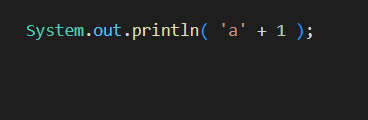 System.out.println( 'a' + 1 );